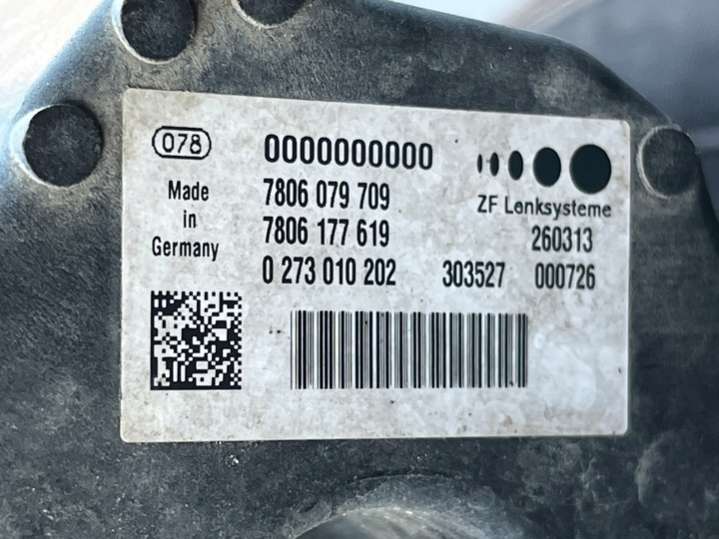 078
0000000000
Made
in
Germany
7806 079 709
7806 177 619
0 273 010 202
ZF Lenksysteme
260313
303527 000726